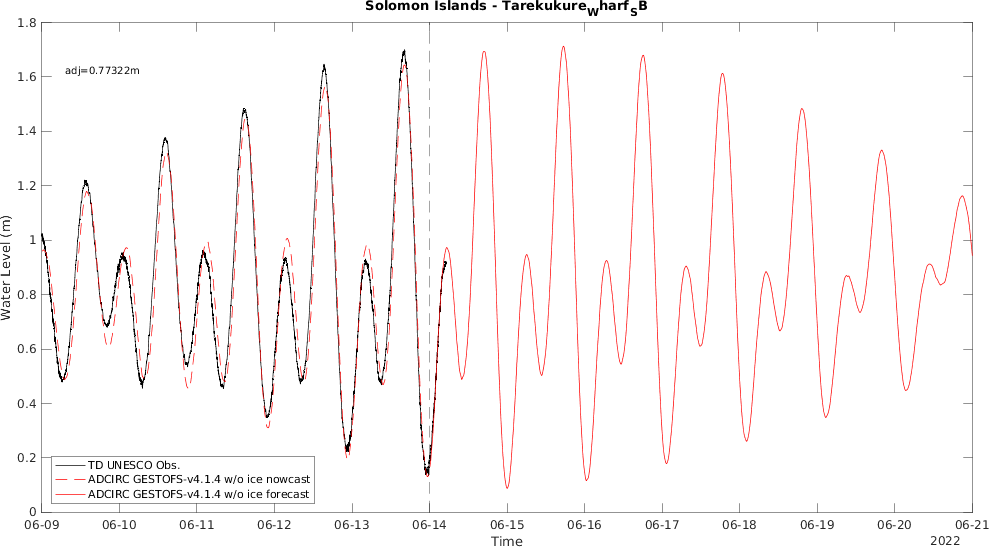 Solomon Islands - Tarekukure_Wharf_SB
1.8
1.6
1.4
1.2
1
0.8
0.6
0.4
0.2
0
Water Level (m)
adj=0.77322m
TD UNESCO Obs.
ADCIRC GESTOFS-v4.1.4 w/o ice nowcast
ADCIRC GESTOFS-v4.1.4 w/o ice forecast
06-09 06-10 06-11 06-12 06-13 06-14 06-15 06-16 06-17 06-18 06-19 06-20 06-21
Time
2022